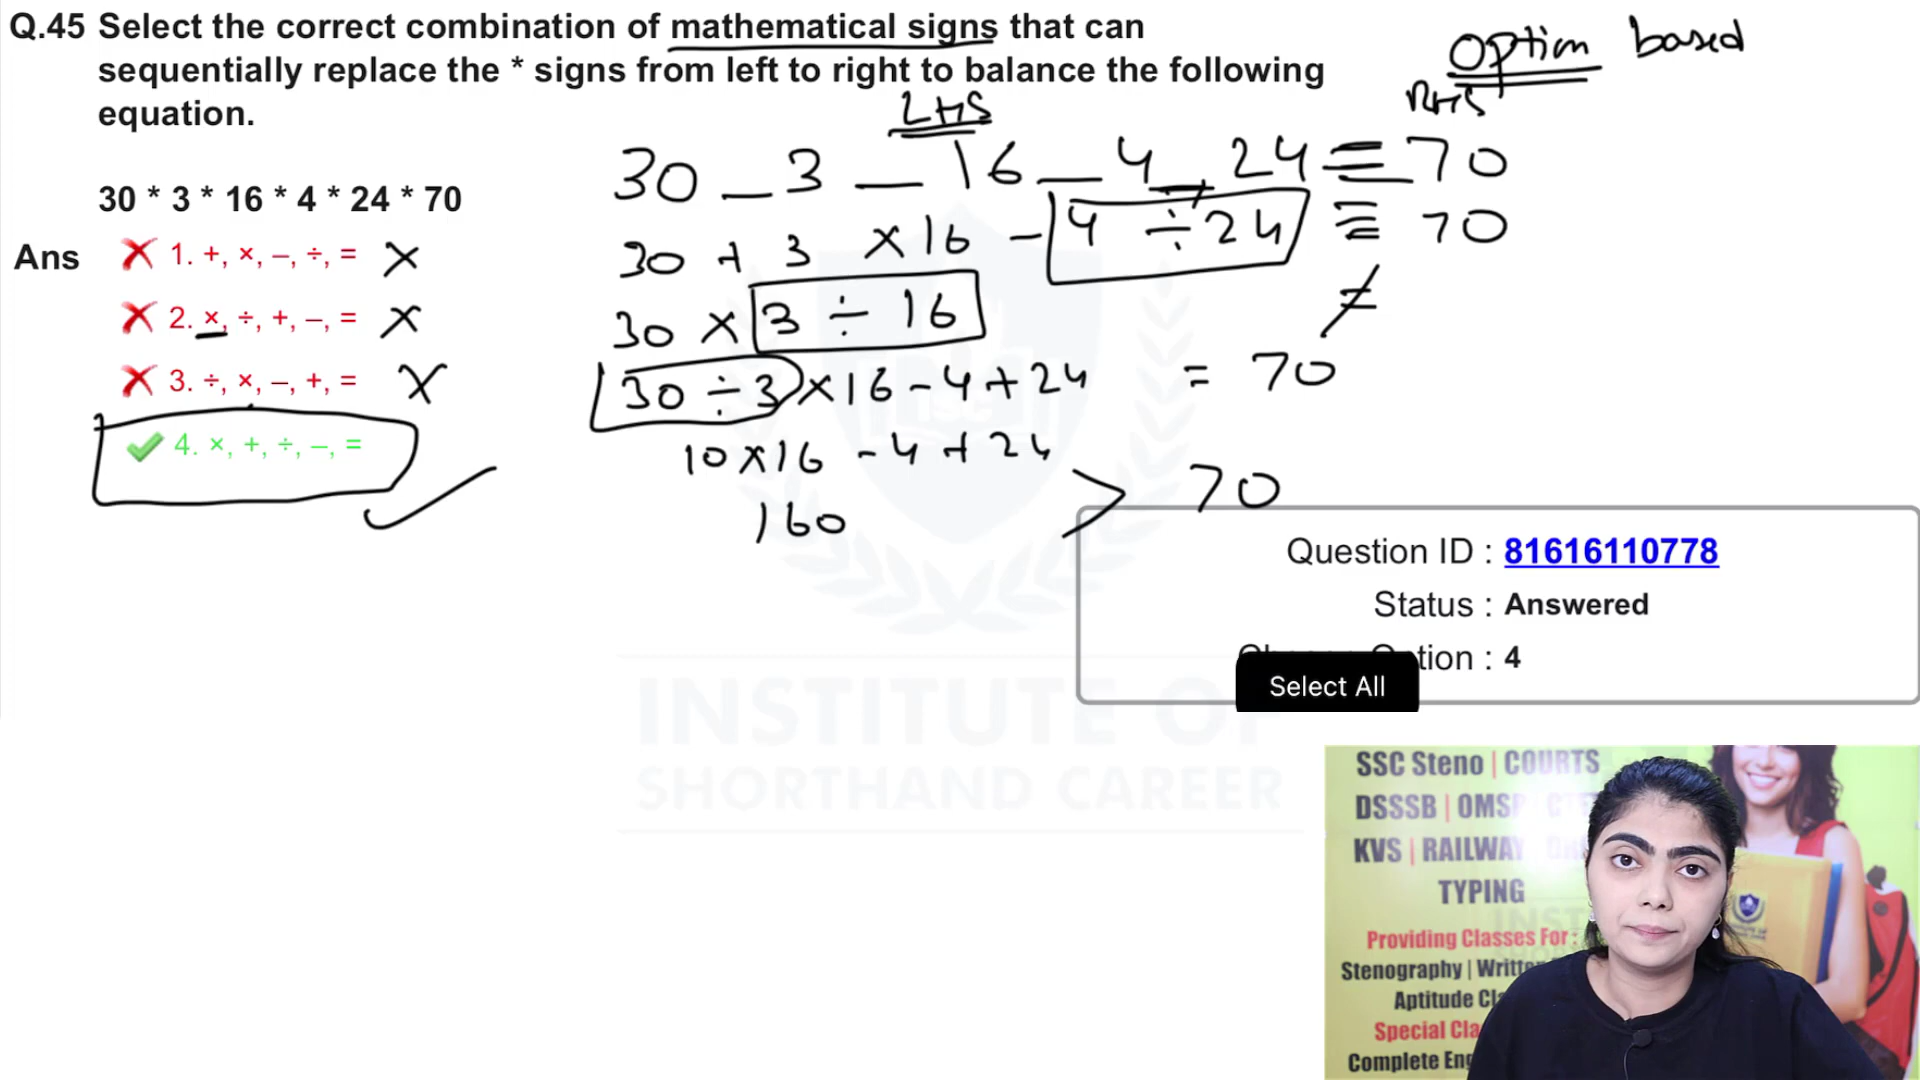 Q.45 Select the correct combination of mathematical signs that can
sequentially replace the * signs from left to right to balance the following
equation.
Option based
LHS
RHS
30 _ 3 _ 16 _ 4 _ 24 = 70
30 * 3 * 16 * 4 * 24 * 70
30 + 3 × 16 - 4 ÷ 24 = 70
Ans
1. +, ×, –, ÷, =
2. ×, ÷, +, –, =
3. ÷, ×, –, +, =
4. ×, +, ÷, –, =
≠
30 × 3 ÷ 16
30 ÷ 3 × 16 - 4 + 24 = 70
10 × 16 - 4 + 24
160 > 70
Question ID : 81616110778
Status : Answered
tion : 4
Select All
INSTITUTE OF
SHORTHAND CAREER
SSC Steno | COURTS
DSSSB | OMSP
KVS | RAILWAY
TYPING
Providing Classes For :
Stenography | Writte
Aptitude Cl
Special Cla
Complete Eng